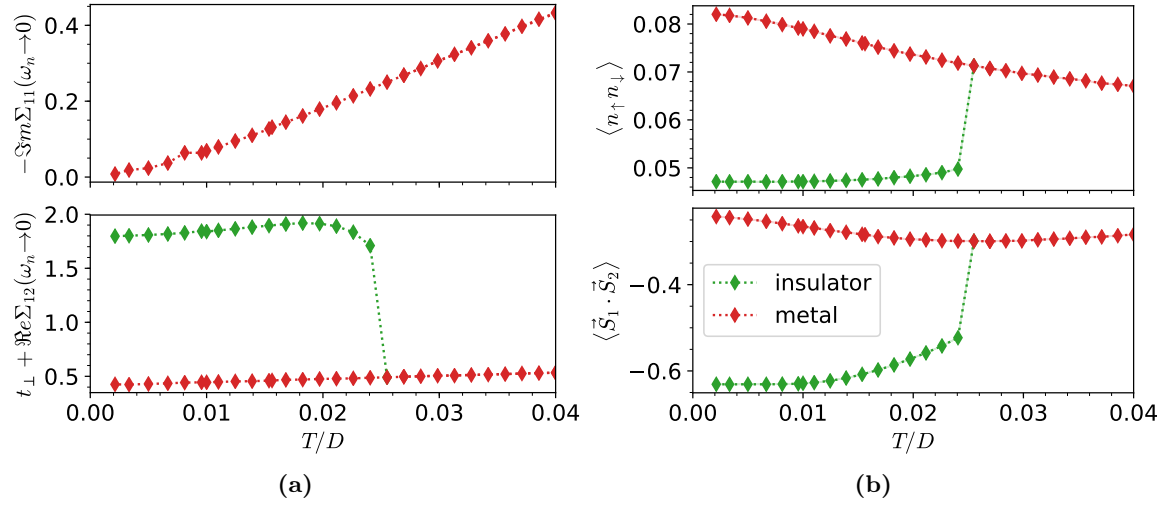 0.4
0.2
0.0
−ℑmΣ₁₁(ωₙ→0)
2.0
1.5
1.0
0.5
t⊥ + ℜeΣ₁₂(ωₙ→0)
0.00 0.01 0.02 0.03 0.04
T/D
(a)
0.08
0.07
0.06
0.05
⟨n↑n↓⟩
−0.4
−0.6
⟨S⃗₁ · S⃗₂⟩
insulator
metal
0.00 0.01 0.02 0.03 0.04
T/D
(b)